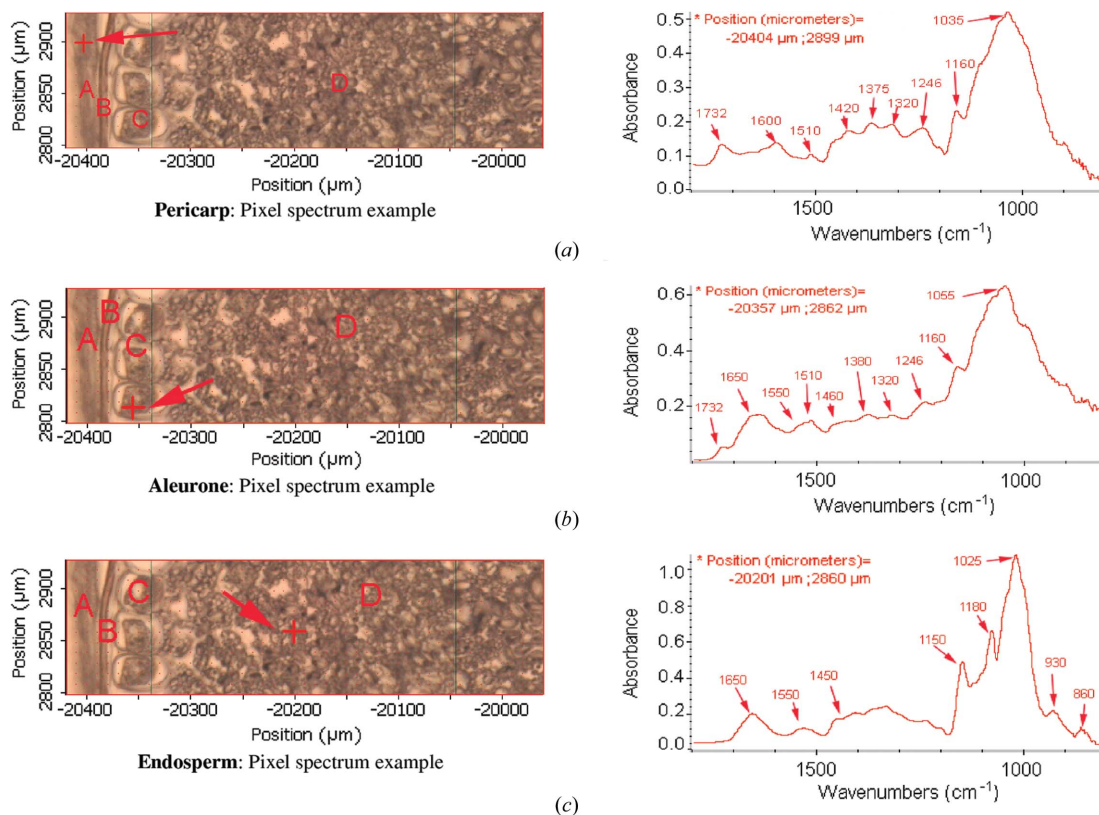 Position (µm)
2900
2850
2800
A
B
C
D
-20400
-20300
-20200
-20100
-20000
Position (µm)
Pericarp: Pixel spectrum example
Absorbance
0.5
0.4
0.3
0.2
0.1
0.0
* Position (micrometers)=
-20404 µm ;2899 µm
1732
1600
1510
1420
1375
1320
1246
1160
1035
1500
1000
Wavenumbers (cm-1)
(a)
Position (µm)
2900
2850
2800
A
B
C
D
-20400
-20300
-20200
-20100
-20000
Position (µm)
Aleurone: Pixel spectrum example
Absorbance
0.6
0.4
0.2
* Position (micrometers)=
-20357 µm ;2862 µm
1732
1650
1550
1510
1460
1380
1320
1246
1160
1055
1500
1000
Wavenumbers (cm-1)
(b)
Position (µm)
2900
2850
2800
A
B
C
D
-20400
-20300
-20200
-20100
-20000
Position (µm)
Endosperm: Pixel spectrum example
Absorbance
1.0
0.8
0.6
0.4
0.2
0.0
* Position (micrometers)=
-20201 µm ;2860 µm
1650
1550
1450
1150
1180
1025
930
860
1500
1000
Wavenumbers (cm-1)
(c)